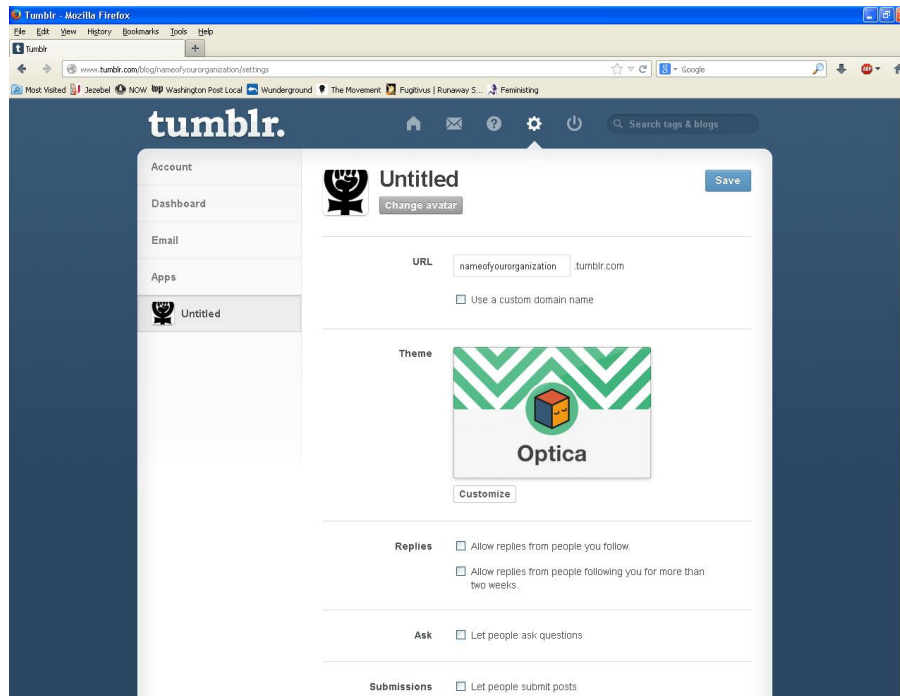 Tumblr - Mozilla Firefox
File Edit View History Bookmarks Tools Help
Tumblr
www.tumblr.com/blog/nameofyourorganization/settings
Google
Most Visited Jezebel NOW Washington Post Local Wunderground The Movement Fugitivus | Runaway S... Feministing
tumblr.
Search tags & blogs
Account
Dashboard
Email
Apps
Untitled
Untitled
Save
Change avatar
URL nameofyourorganization .tumblr.com
Use a custom domain name
Theme
Optica
Customize
Replies Allow replies from people you follow.
Allow replies from people following you for more than
two weeks.
Ask Let people ask questions
Submissions Let people submit posts